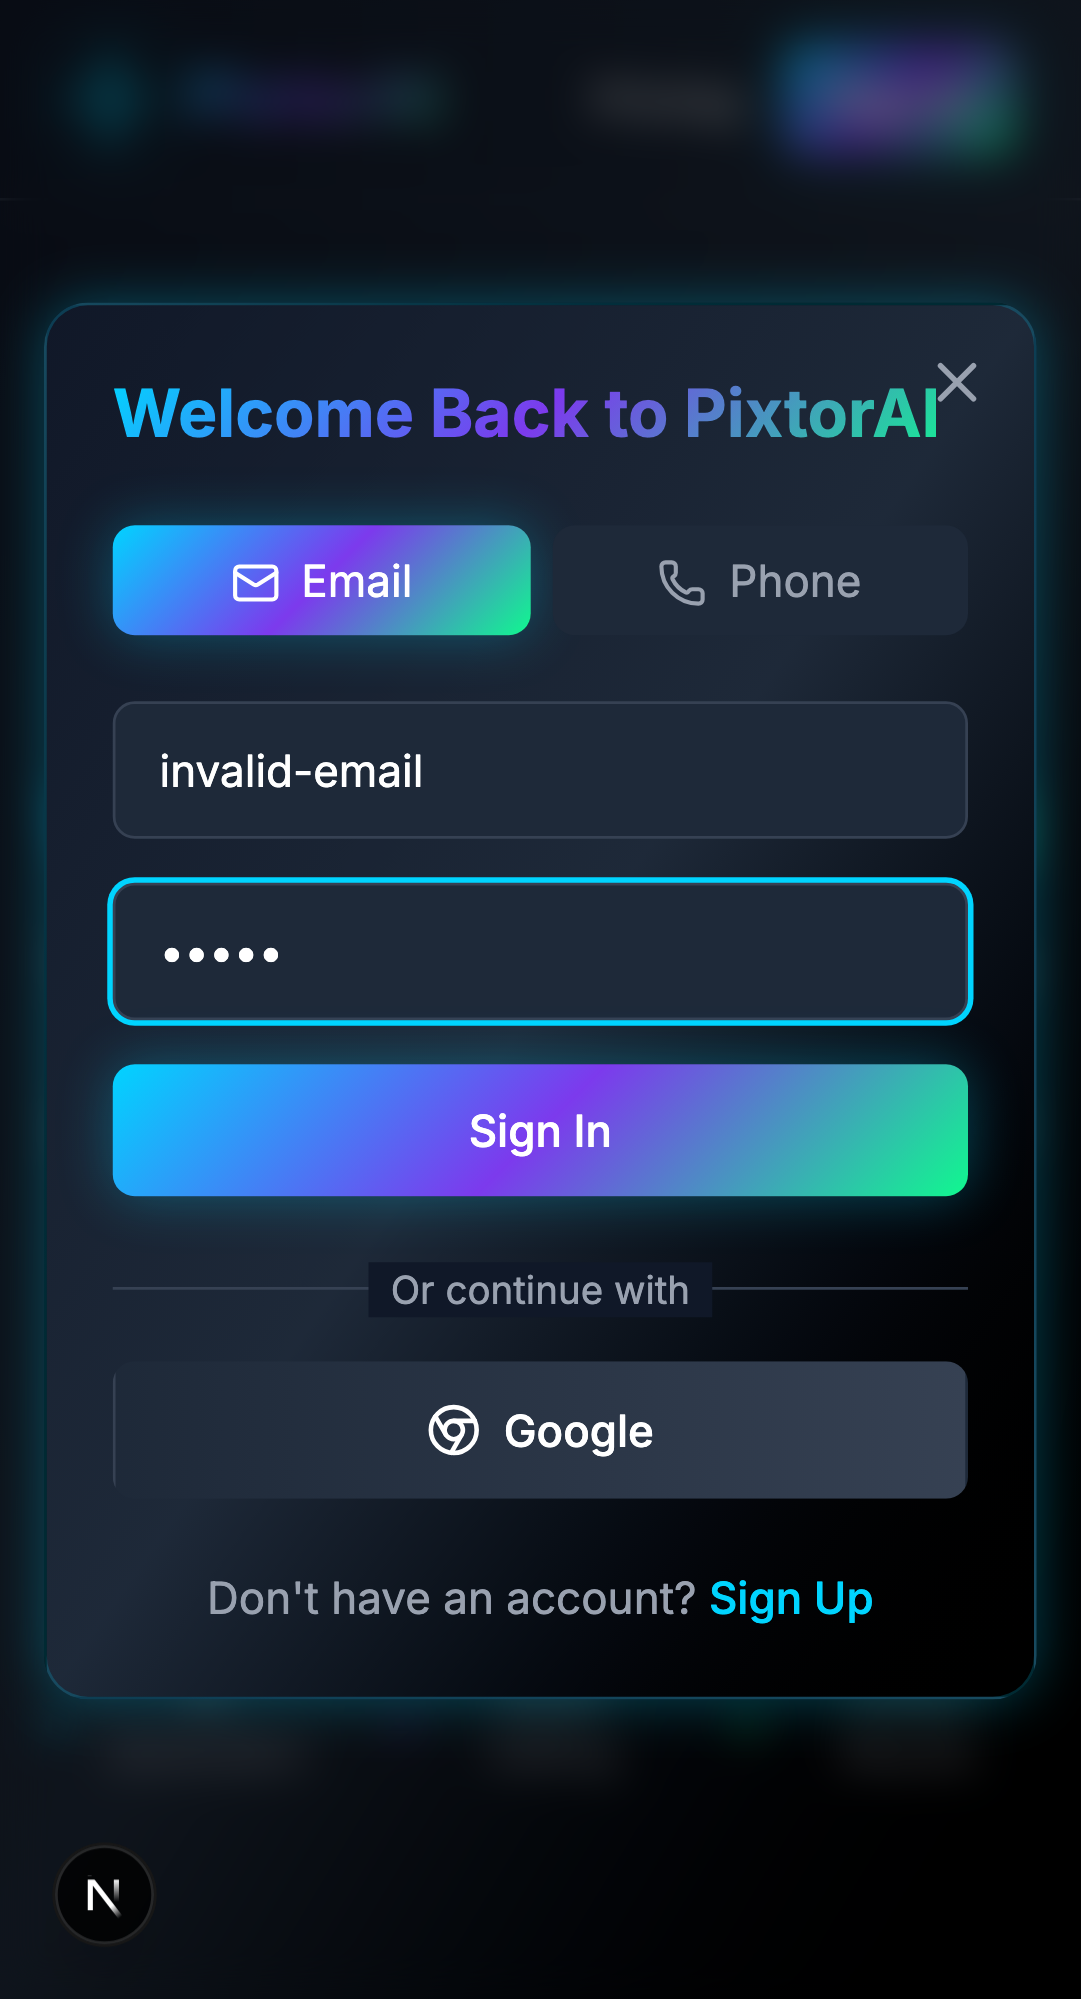 Welcome Back to PixtorAI
Email
Phone
invalid-email
•••••
Sign In
Or continue with
Google
Don't have an account? Sign Up
N